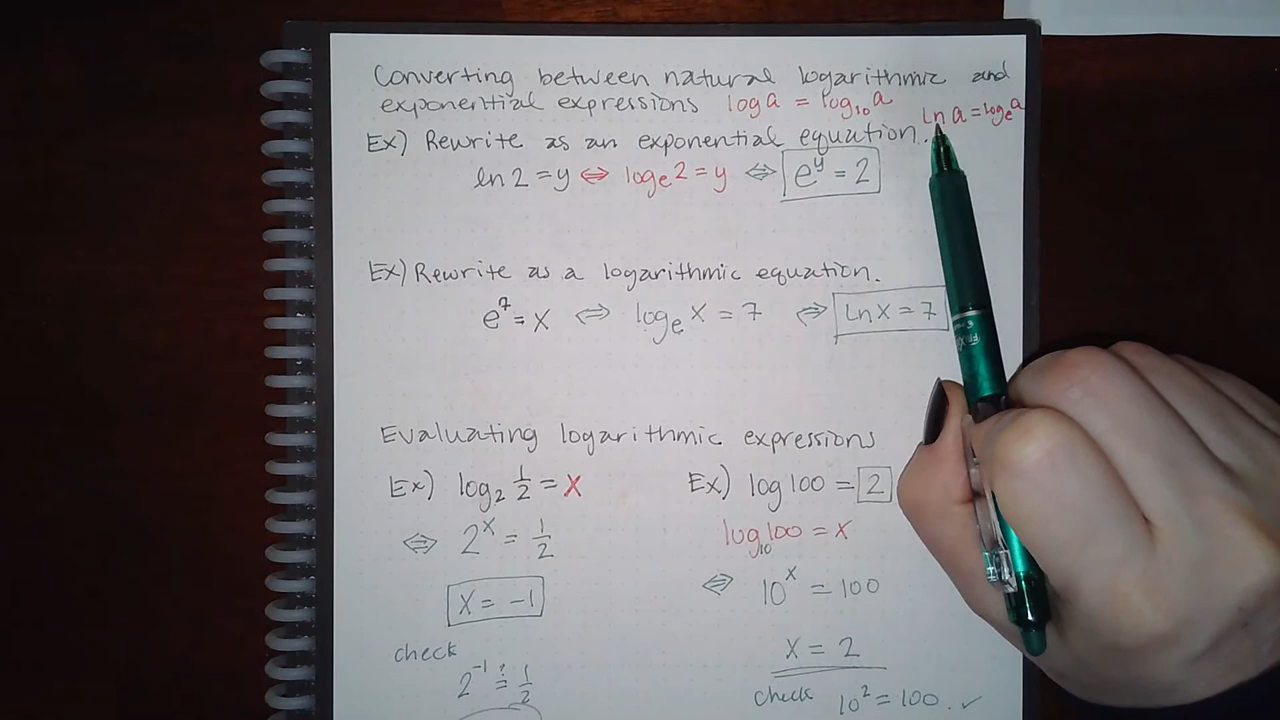 Converting between natural logarithmic and
exponential expressions log a = log₁₀ a ln a = logₑ a
Ex) Rewrite as an exponential equation.
ln 2 = y ⇔ logₑ 2 = y ⇔ eʸ = 2
Ex) Rewrite as a logarithmic equation.
e⁷ = x ⇔ logₑ x = 7 ⇔ ln x = 7
Evaluating logarithmic expressions
Ex) log₂ 1/2 = x
⇔ 2ˣ = 1/2
x = -1
check
2⁻¹ ≟ 1/2
Ex) log 100 = 2
log₁₀ 100 = x
⇔ 10ˣ = 100
x = 2
check 10² = 100. ✓